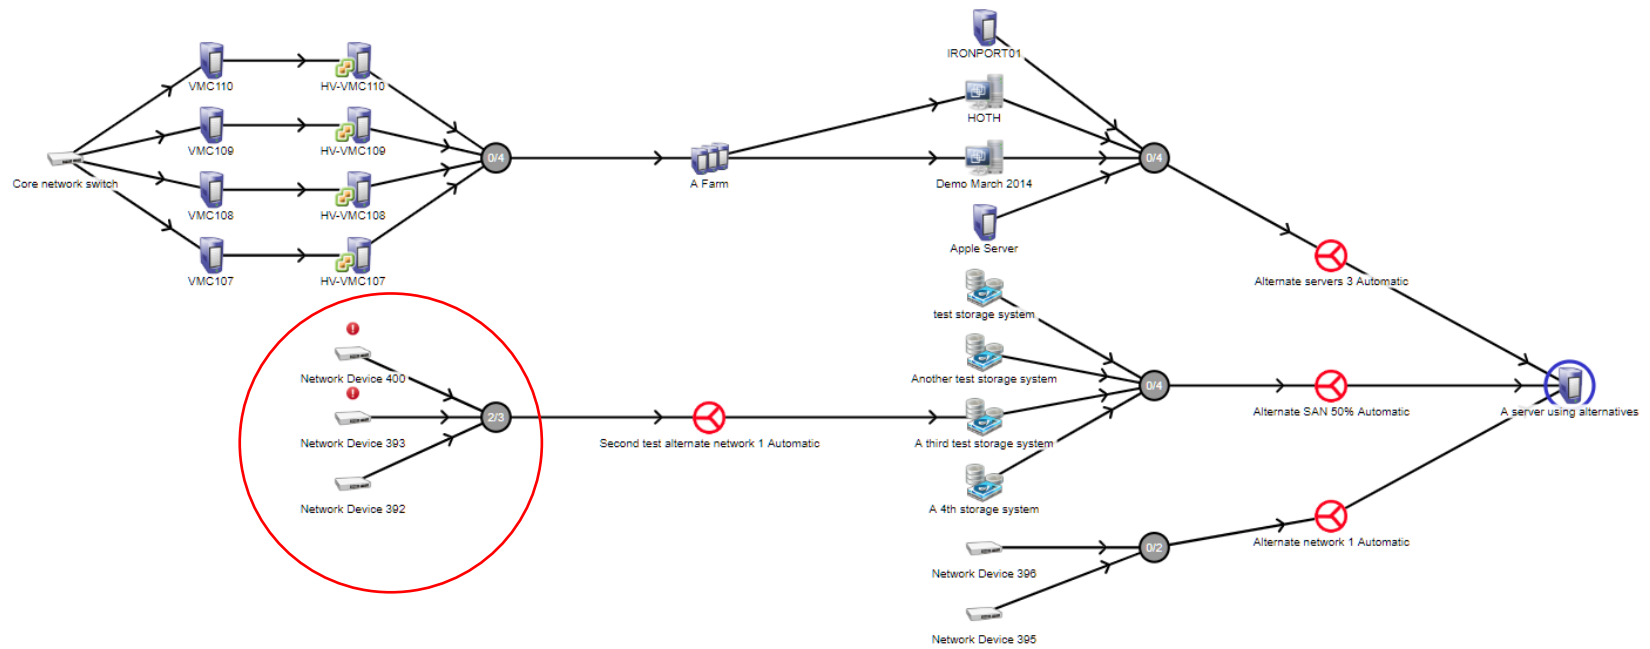 IRONPORT01
VMC110
HV-VMC110
HOTH
VMC109
HV-VMC109
0/4
0/4
Core network switch
A Farm
Demo March 2014
VMC108
HV-VMC108
Apple Server
VMC107
HV-VMC107
Alternate servers 3 Automatic
test storage system
!
Network Device 400
Another test storage system
0/4
!
Alternate SAN 50% Automatic
A server using alternatives
2/3
Network Device 393
Second test alternate network 1 Automatic
A third test storage system
Network Device 392
A 4th storage system
Alternate network 1 Automatic
0/2
Network Device 396
Network Device 395